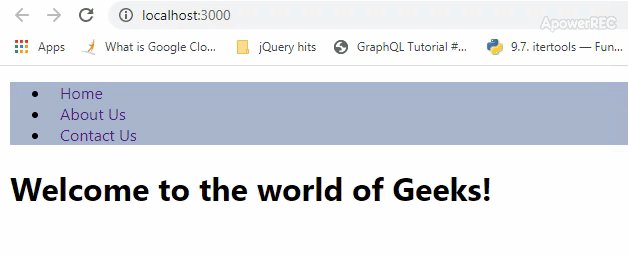 localhost:3000
ApowerREC
Apps What is Google Clo... jQuery hits GraphQL Tutorial #... 9.7. itertools — Fun...
Home
About Us
Contact Us
Welcome to the world of Geeks!